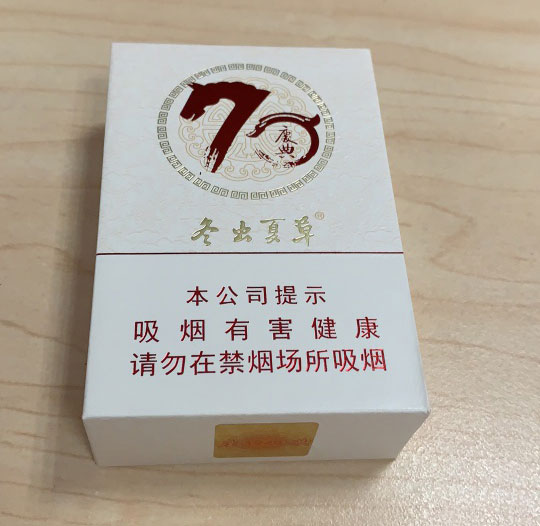 70
庆典
冬虫夏草®
本公司提示
吸烟有害健康
请勿在禁烟场所吸烟